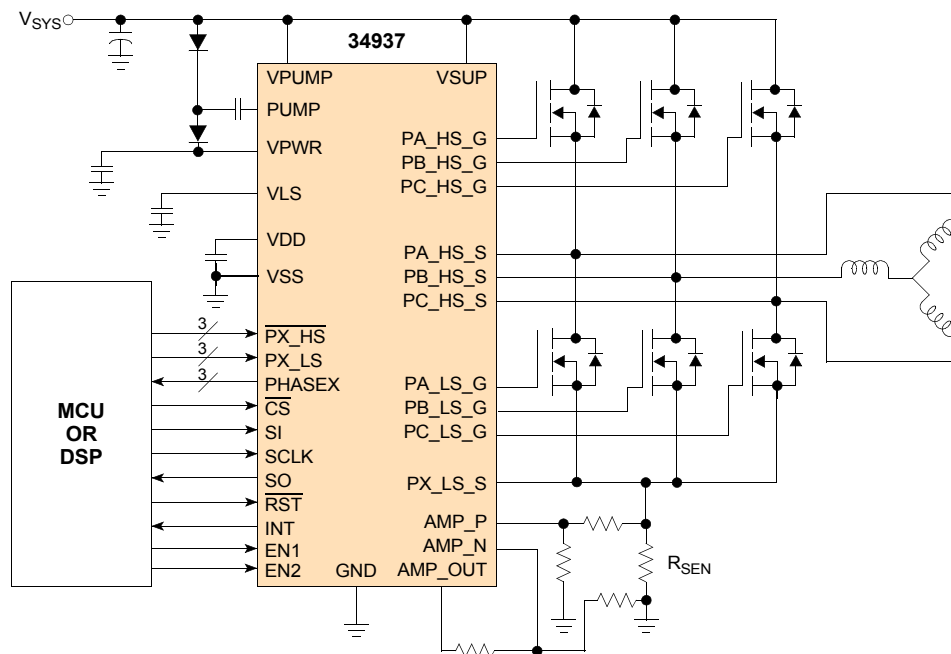 V_SYS
34937
VPUMP
VSUP
PUMP
VPWR
VLS
VDD
VSS
PA_HS_G
PB_HS_G
PC_HS_G
PA_HS_S
PB_HS_S
PC_HS_S
3
PX_HS
3
PX_LS
3
PHASEX
CS
SI
SCLK
SO
RST
INT
EN1
EN2
MCU
OR
DSP
PA_LS_G
PB_LS_G
PC_LS_G
PX_LS_S
AMP_P
AMP_N
AMP_OUT
GND
R_SEN